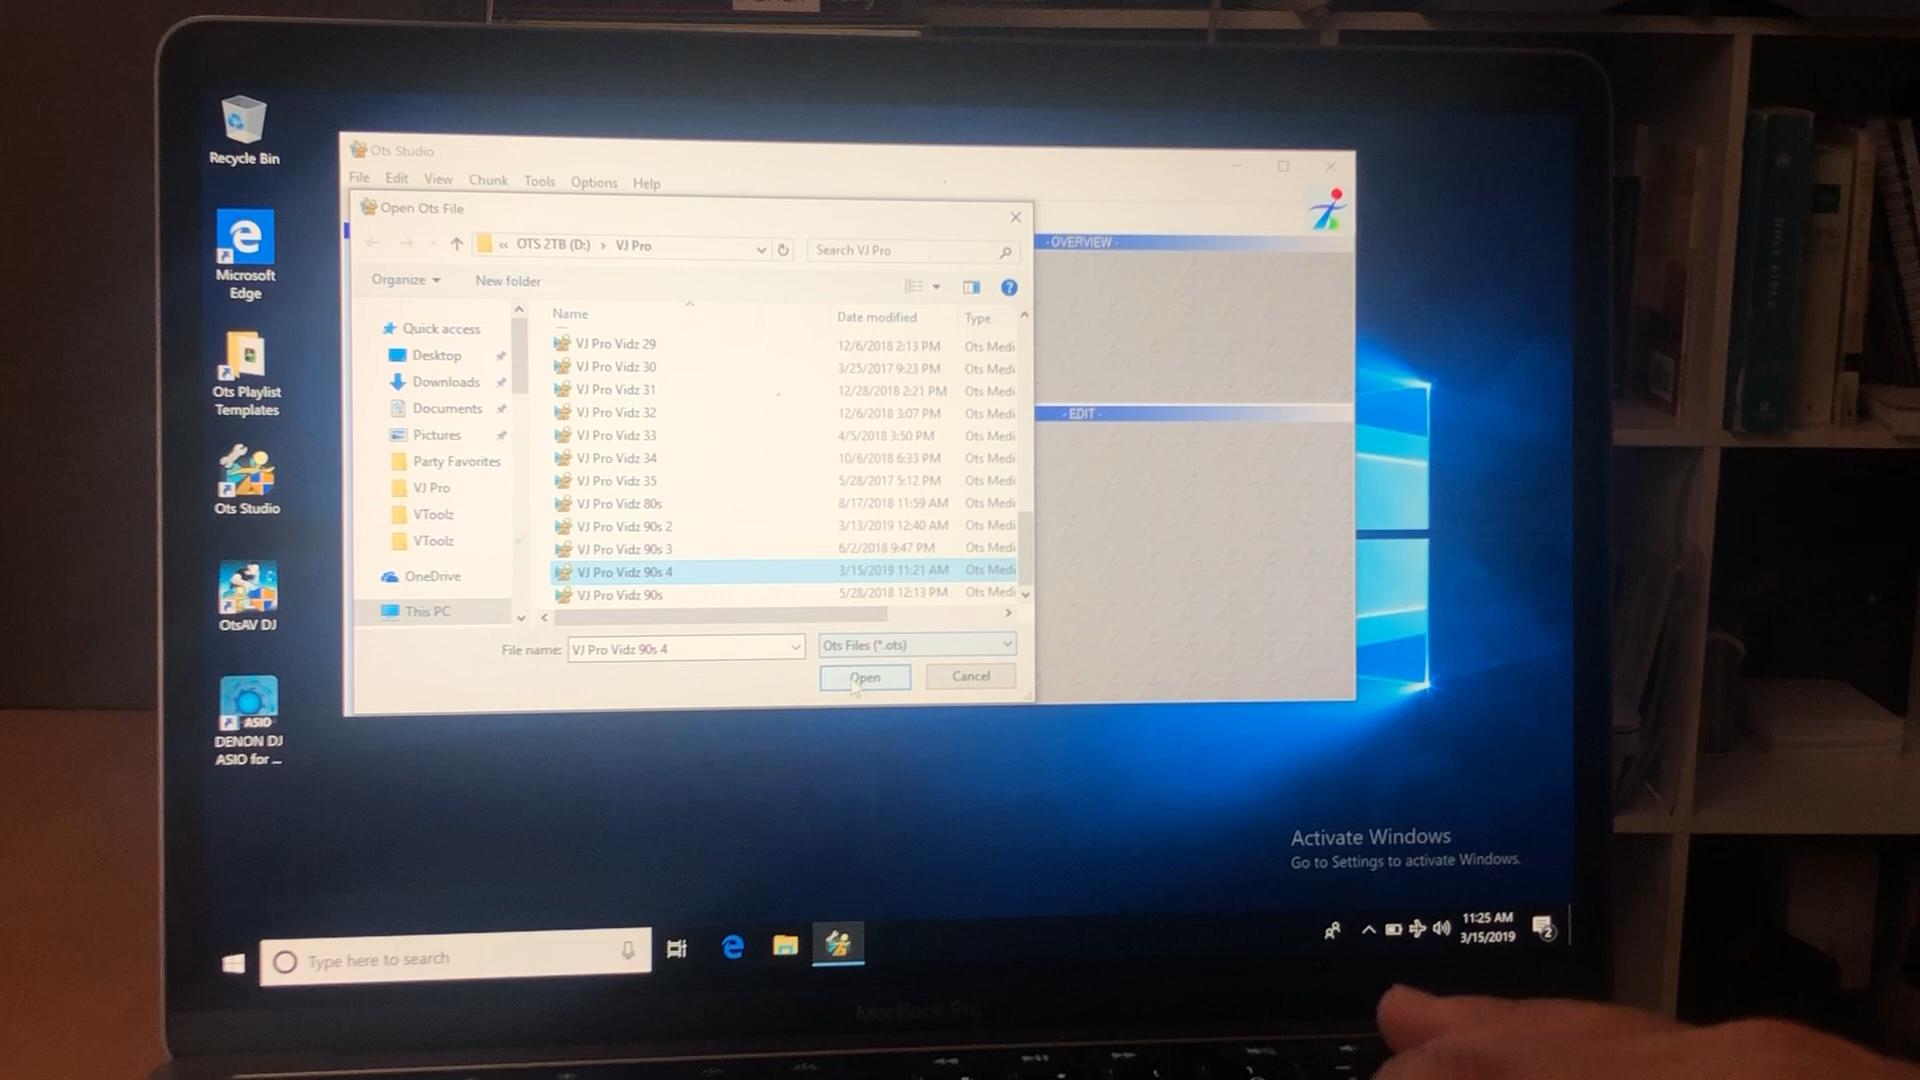 Recycle Bin
Microsoft
Edge
Ots Playlist
Templates
Ots Studio
OtsAV DJ
ASIO
DENON DJ
ASIO for ...
Ots Studio
File Edit View Chunk Tools Options Help
Open Ots File
« OTS 2TB (D:) › VJ Pro
Search VJ Pro
Organize
New folder
Quick access
Desktop
Downloads
Documents
Pictures
Party Favorites
VJ Pro
VToolz
VToolz
OneDrive
This PC
Name Date modified Type
VJ Pro Vidz 29 12/6/2018 2:13 PM Ots Medi
VJ Pro Vidz 30 3/25/2017 9:23 PM Ots Medi
VJ Pro Vidz 31 12/28/2018 2:21 PM Ots Medi
VJ Pro Vidz 32 12/6/2018 3:07 PM Ots Medi
VJ Pro Vidz 33 4/5/2018 3:50 PM Ots Medi
VJ Pro Vidz 34 10/6/2018 6:33 PM Ots Medi
VJ Pro Vidz 35 5/28/2017 5:12 PM Ots Medi
VJ Pro Vidz 80s 8/17/2018 11:59 AM Ots Medi
VJ Pro Vidz 90s 2 3/13/2019 12:40 AM Ots Medi
VJ Pro Vidz 90s 3 6/2/2018 9:47 PM Ots Medi
VJ Pro Vidz 90s 4 3/15/2019 11:21 AM Ots Medi
VJ Pro Vidz 90s 5/28/2018 12:13 PM Ots Medi
File name: VJ Pro Vidz 90s 4
Ots Files (*.ots)
Open
Cancel
- OVERVIEW -
- EDIT -
Activate Windows
Go to Settings to activate Windows.
Type here to search
11:25 AM
3/15/2019
2
MacBook Pro